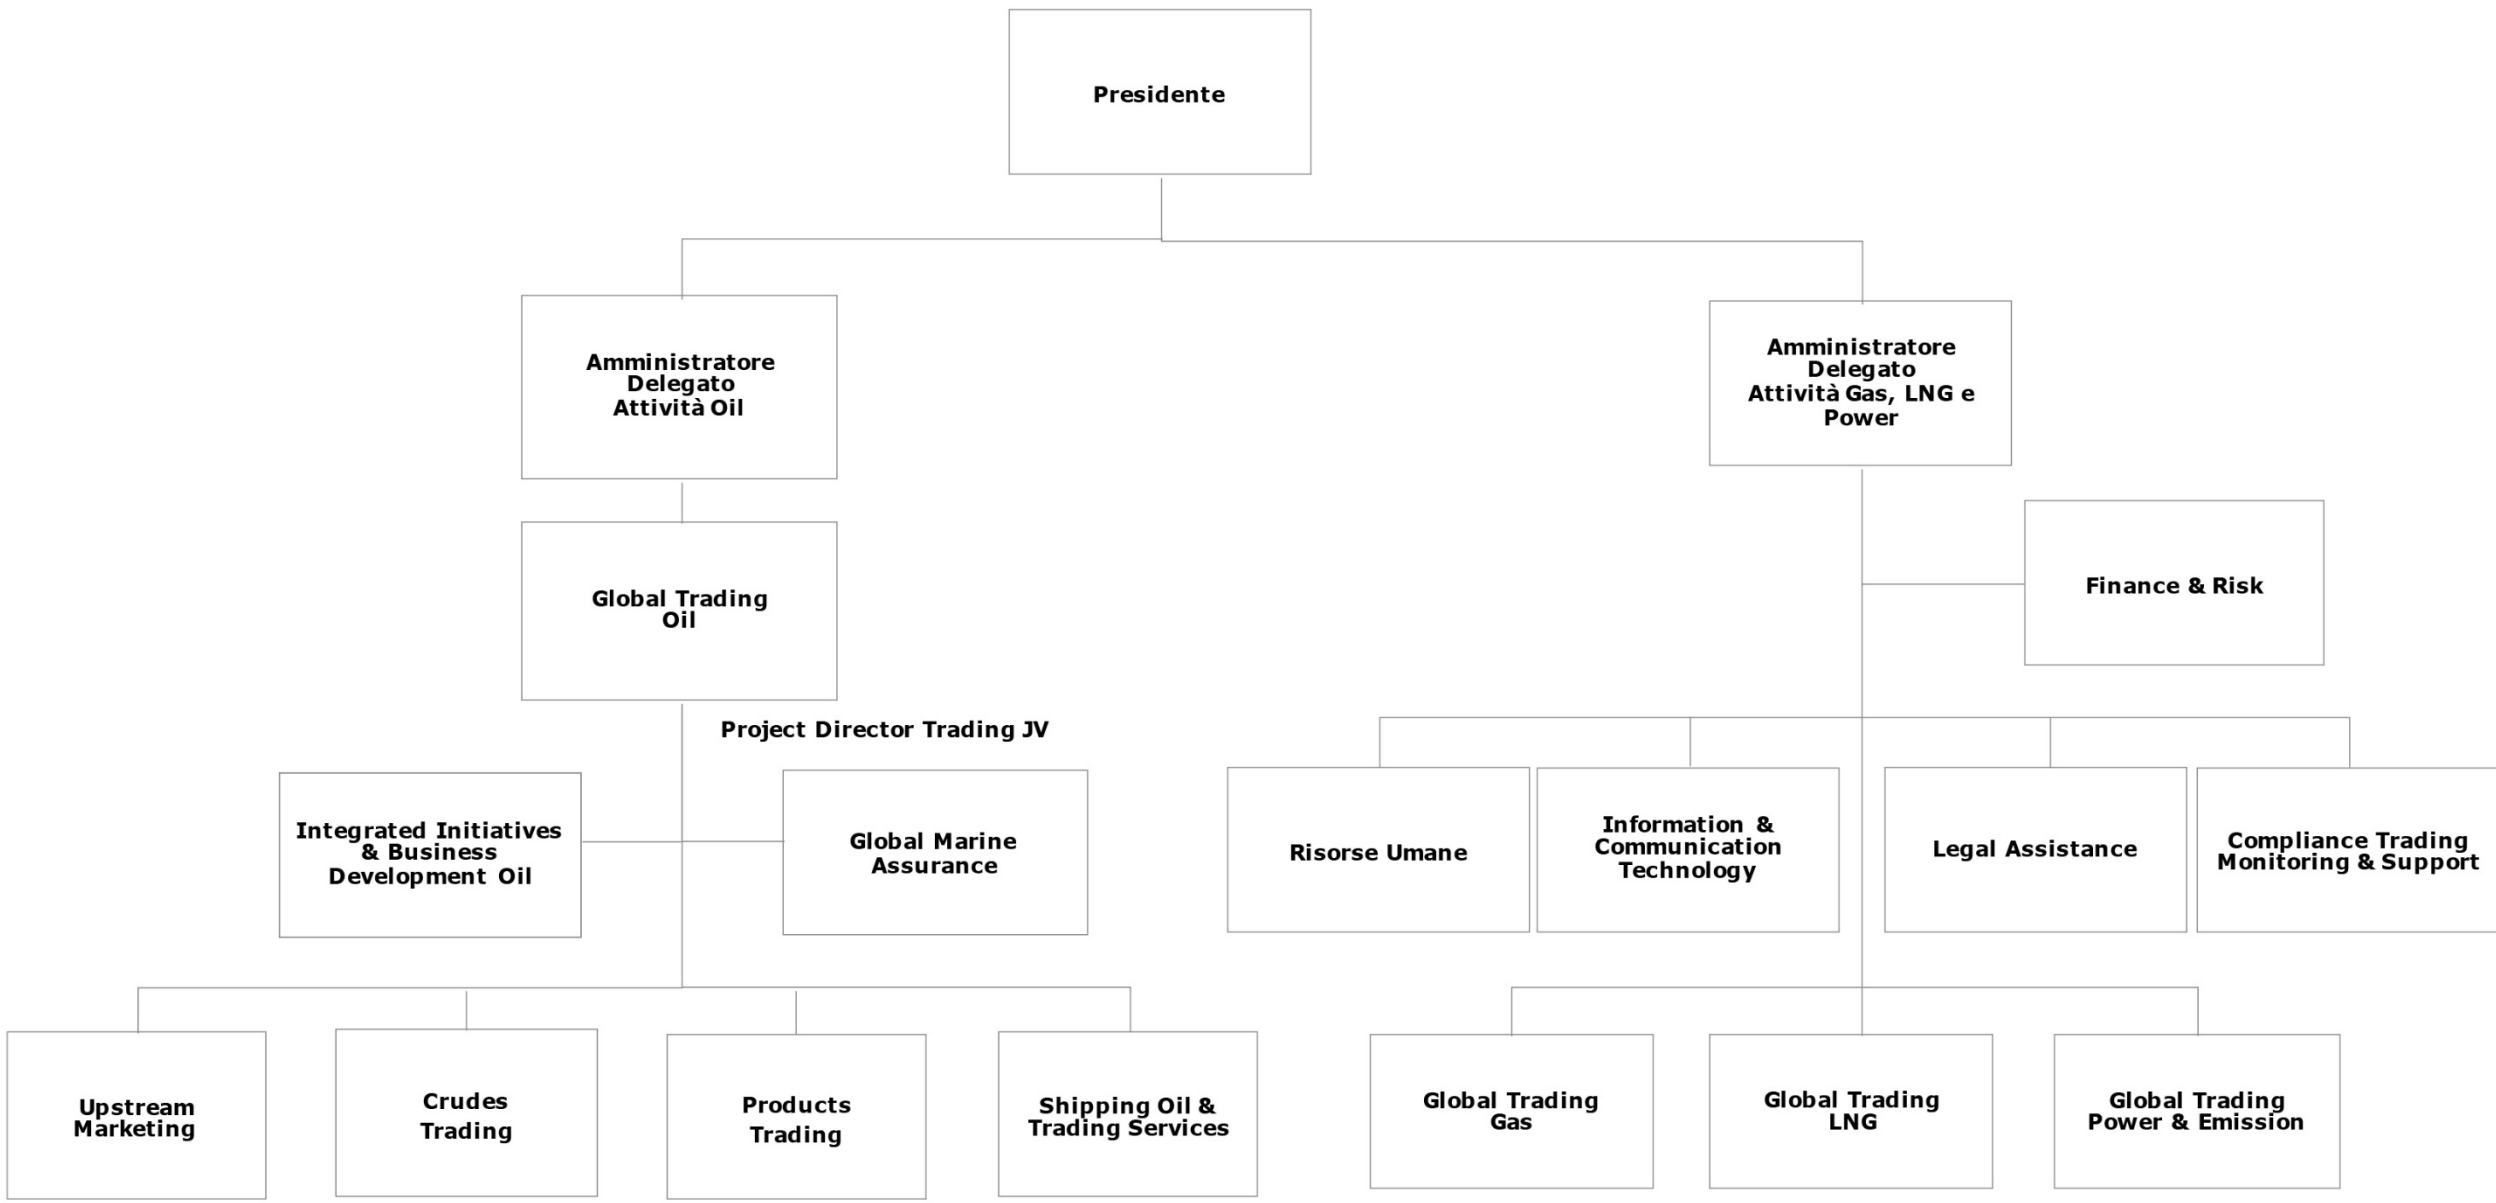 Presidente
Amministratore
Delegato
Attività Oil
Amministratore
Delegato
Attività Gas, LNG e
Power
Global Trading
Oil
Finance & Risk
Project Director Trading JV
Integrated Initiatives
& Business
Development Oil
Global Marine
Assurance
Risorse Umane
Information &
Communication
Technology
Legal Assistance
Compliance Trading
Monitoring & Support
Upstream
Marketing
Crudes
Trading
Products
Trading
Shipping Oil &
Trading Services
Global Trading
Gas
Global Trading
LNG
Global Trading
Power & Emission